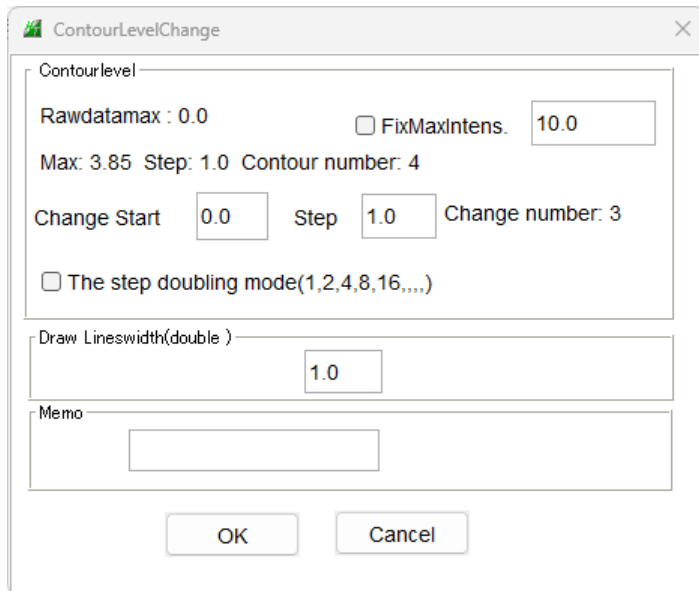 ContourLevelChange
Contourlevel
Rawdatamax : 0.0 FixMaxIntens. 10.0
Max: 3.85 Step: 1.0 Contour number: 4
Change Start 0.0 Step 1.0 Change number: 3
The step doubling mode(1,2,4,8,16,,,,)
Draw Lineswidth(double )
1.0
Memo
OK Cancel